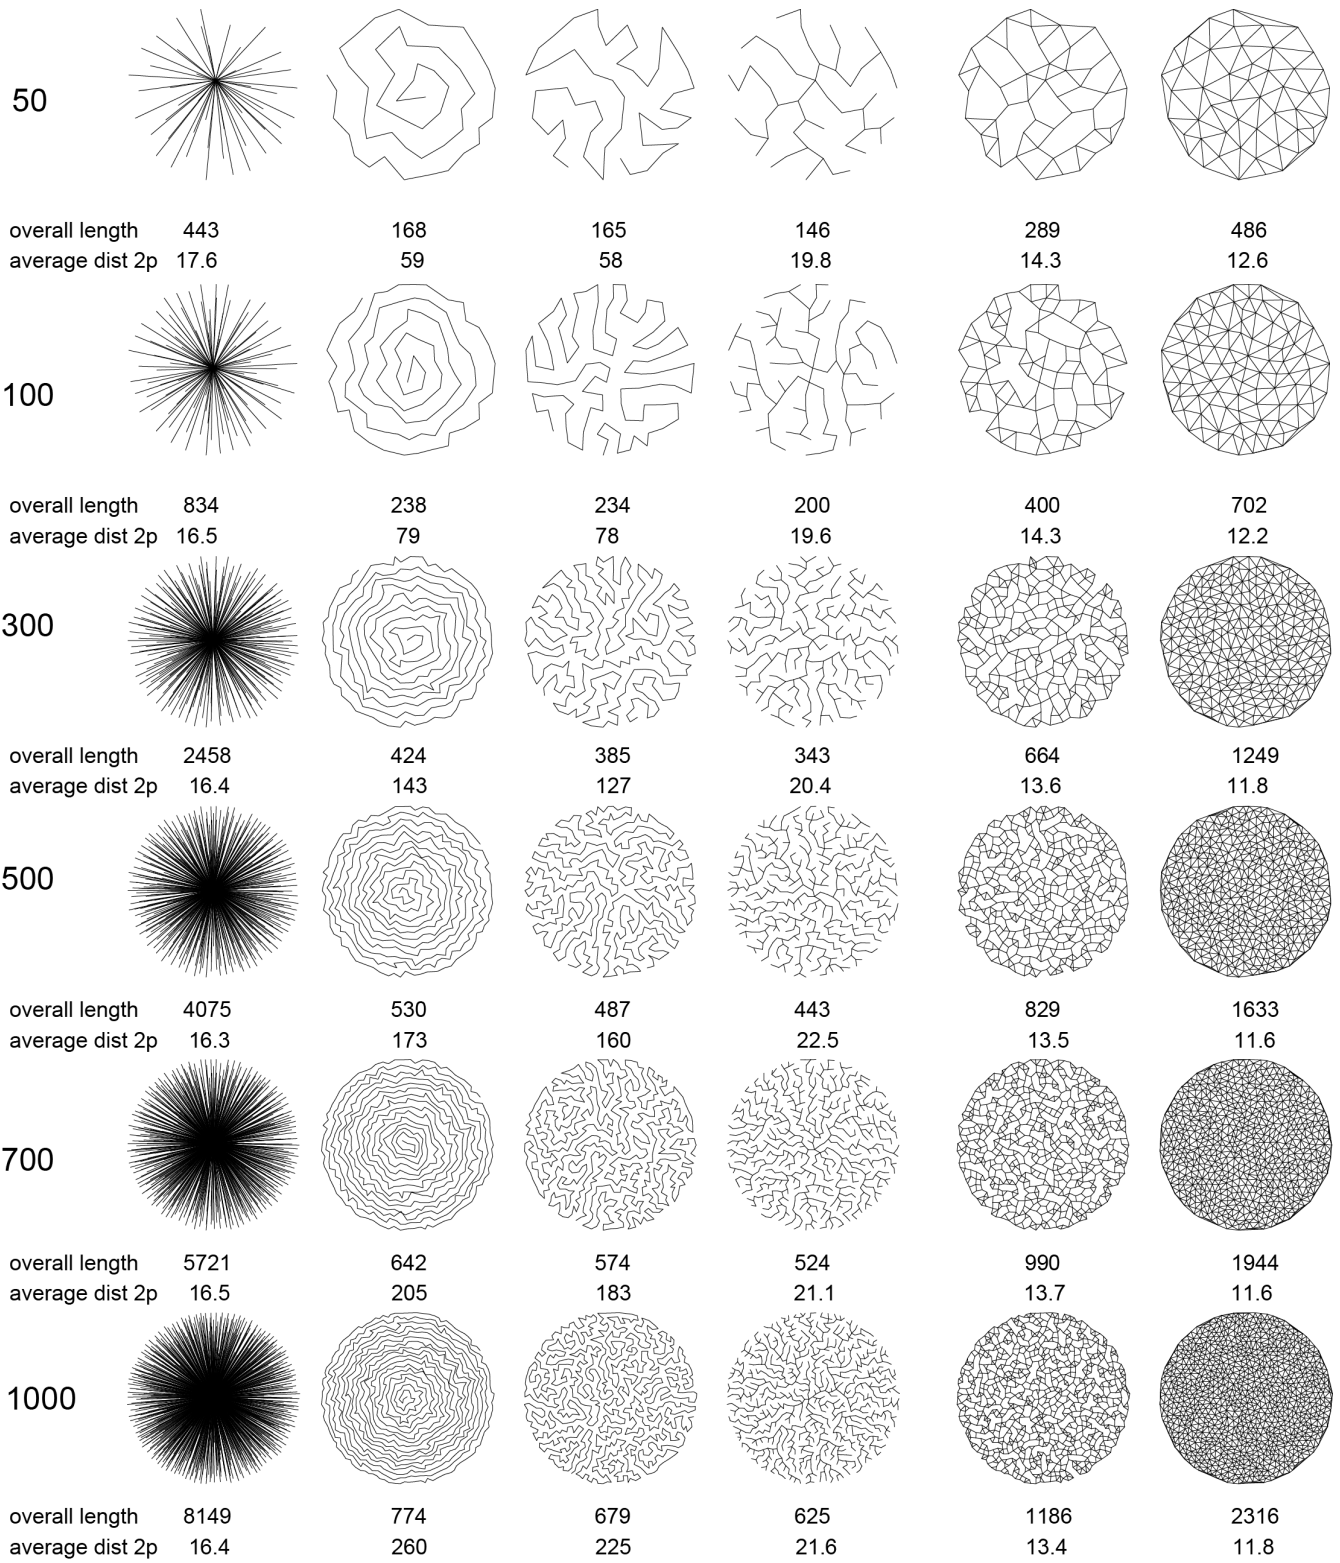 50
overall length 443 168 165 146 289 486
average dist 2p 17.6 59 58 19.8 14.3 12.6
100
overall length 834 238 234 200 400 702
average dist 2p 16.5 79 78 19.6 14.3 12.2
300
overall length 2458 424 385 343 664 1249
average dist 2p 16.4 143 127 20.4 13.6 11.8
500
overall length 4075 530 487 443 829 1633
average dist 2p 16.3 173 160 22.5 13.5 11.6
700
overall length 5721 642 574 524 990 1944
average dist 2p 16.5 205 183 21.1 13.7 11.6
1000
overall length 8149 774 679 625 1186 2316
average dist 2p 16.4 260 225 21.6 13.4 11.8